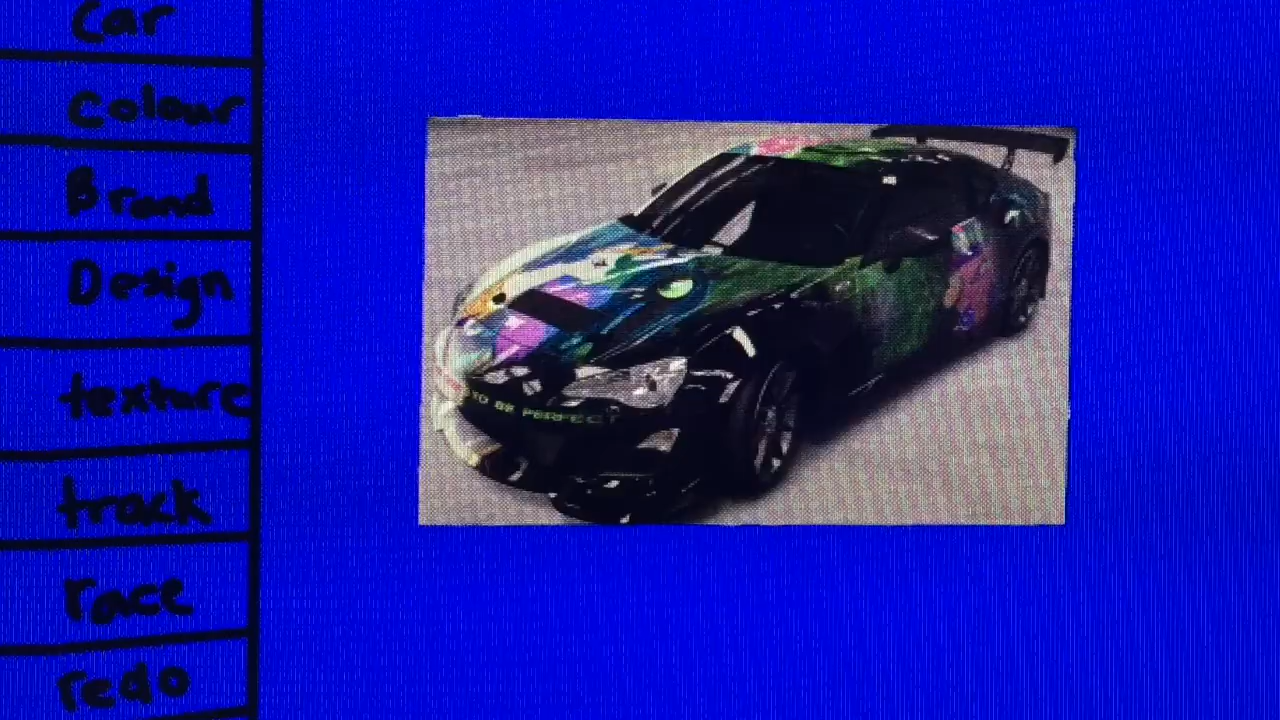 Car
Colour
Brand
Design
texture
track
race
redo
TO BE PERFECT